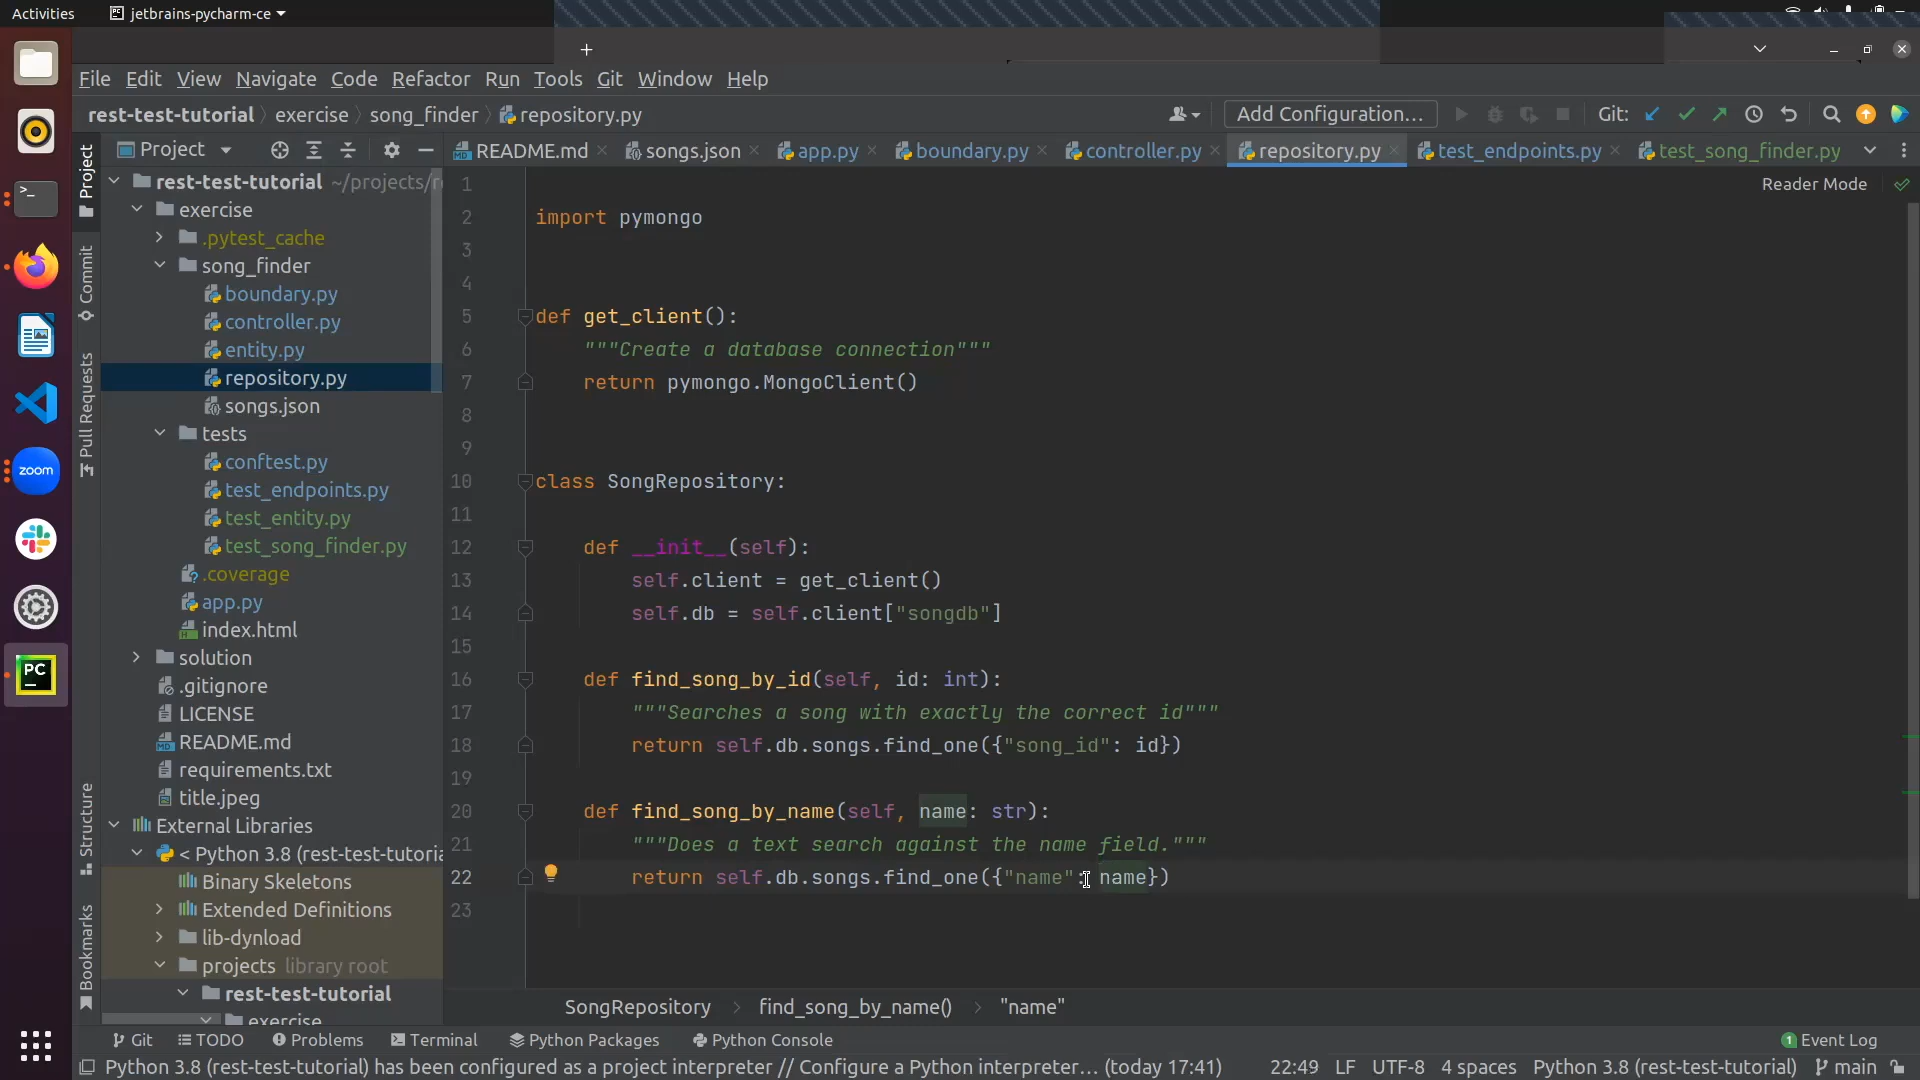 Activities jetbrains-pycharm-ce
+
File Edit View Navigate Code Refactor Run Tools Git Window Help
rest-test-tutorial exercise song_finder repository.py Add Configuration... Git:
Project README.md songs.json app.py boundary.py controller.py repository.py test_endpoints.py test_song_finder.py
Project
Commit
Pull Requests
Structure
Bookmarks
rest-test-tutorial ~/projects/r
exercise
.pytest_cache
song_finder
boundary.py
controller.py
entity.py
repository.py
songs.json
tests
conftest.py
test_endpoints.py
test_entity.py
test_song_finder.py
.coverage
app.py
index.html
solution
.gitignore
LICENSE
README.md
requirements.txt
title.jpeg
External Libraries
< Python 3.8 (rest-test-tutoria
Binary Skeletons
Extended Definitions
lib-dynload
projects library root
rest-test-tutorial
exercise
zoom
PC
Reader Mode
1
2 import pymongo
3
4
5 def get_client():
6 """Create a database connection"""
7 return pymongo.MongoClient()
8
9
10 class SongRepository:
11
12 def __init__(self):
13 self.client = get_client()
14 self.db = self.client["songdb"]
15
16 def find_song_by_id(self, id: int):
17 """Searches a song with exactly the correct id"""
18 return self.db.songs.find_one({"song_id": id})
19
20 def find_song_by_name(self, name: str):
21 """Does a text search against the name field."""
22 return self.db.songs.find_one({"name": name})
23
SongRepository find_song_by_name() "name"
Git TODO Problems Terminal Python Packages Python Console 1 Event Log
Python 3.8 (rest-test-tutorial) has been configured as a project interpreter // Configure a Python interpreter... (today 17:41) 22:49 LF UTF-8 4 spaces Python 3.8 (rest-test-tutorial) main